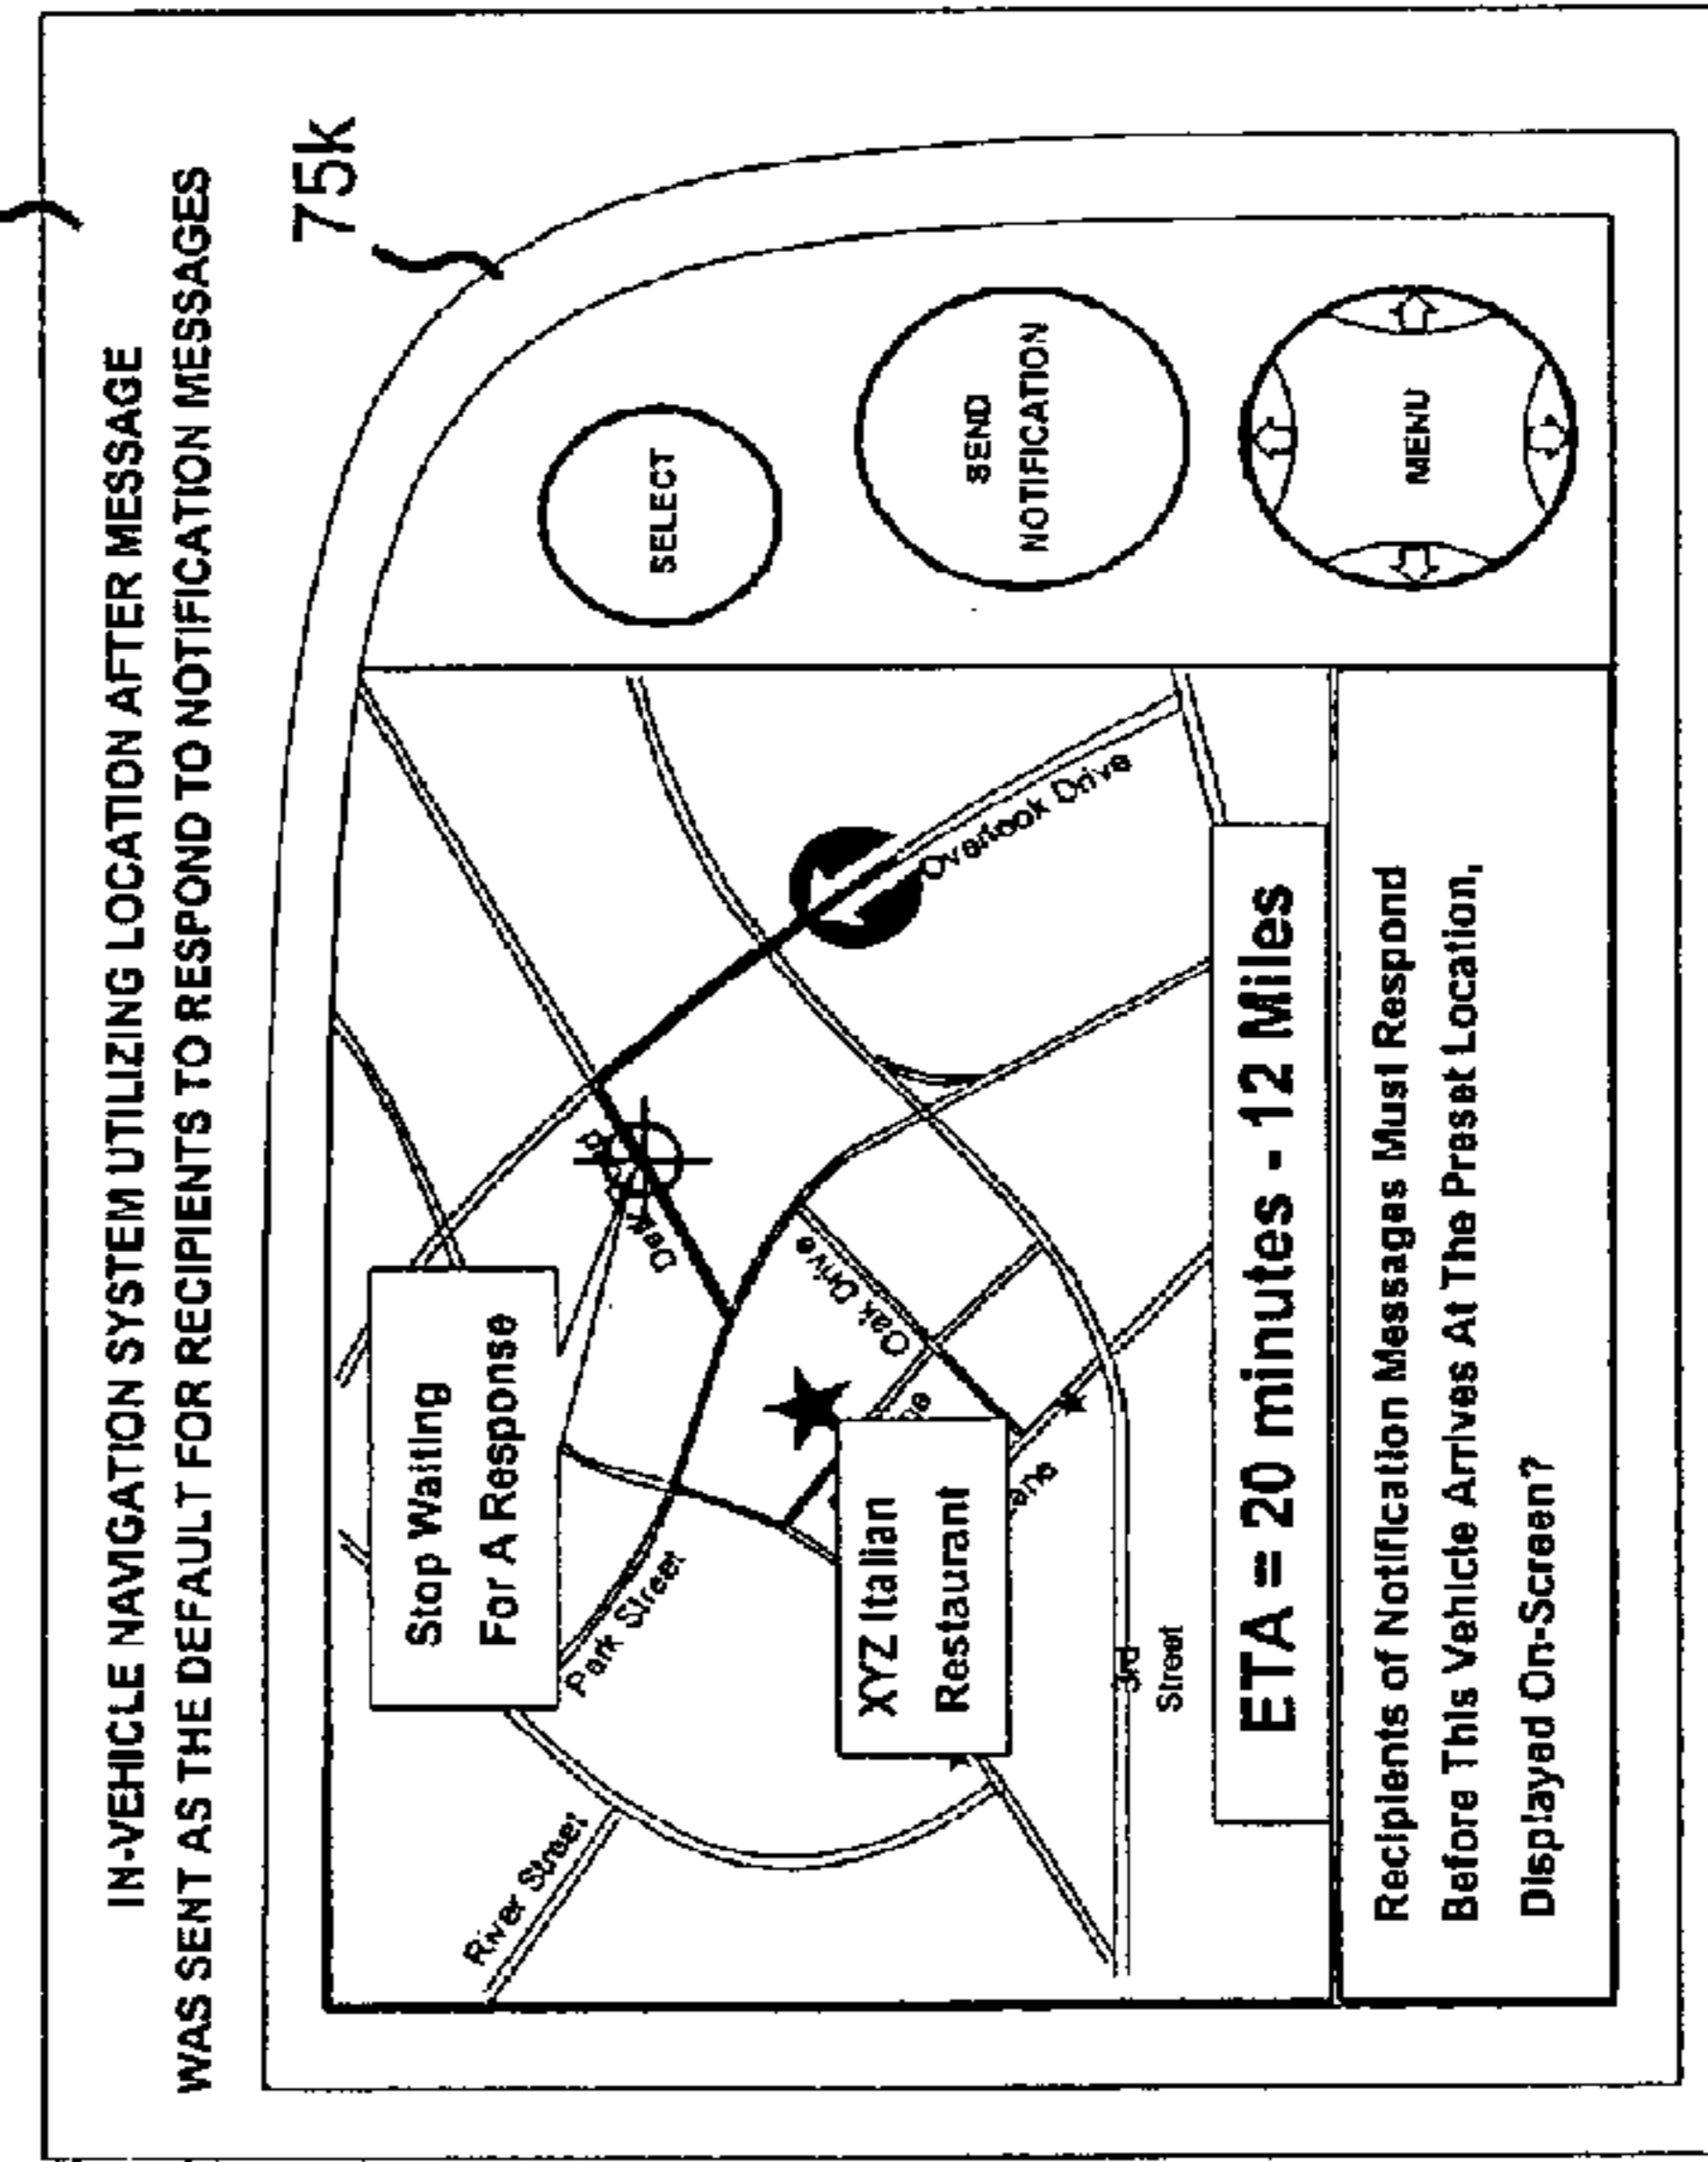 IN-VEHICLE NAVIGATION SYSTEM UTILIZING LOCATION AFTER MESSAGE
WAS SENT AS THE DEFAULT FOR RECIPIENTS TO RESPOND TO NOTIFICATION MESSAGES
75k
Stop Waiting
For A Response
River Street
Park Street
Oak Drive
Overlook Drive
XYZ Italian
Restaurant
3rd
Street
SELECT
SEND
NOTIFICATION
MENU
ETA = 20 minutes - 12 Miles
Recipients of Notification Messages Must Respond
Before This Vehicle Arrives At The Preset Location,
Displayed On-Screen?